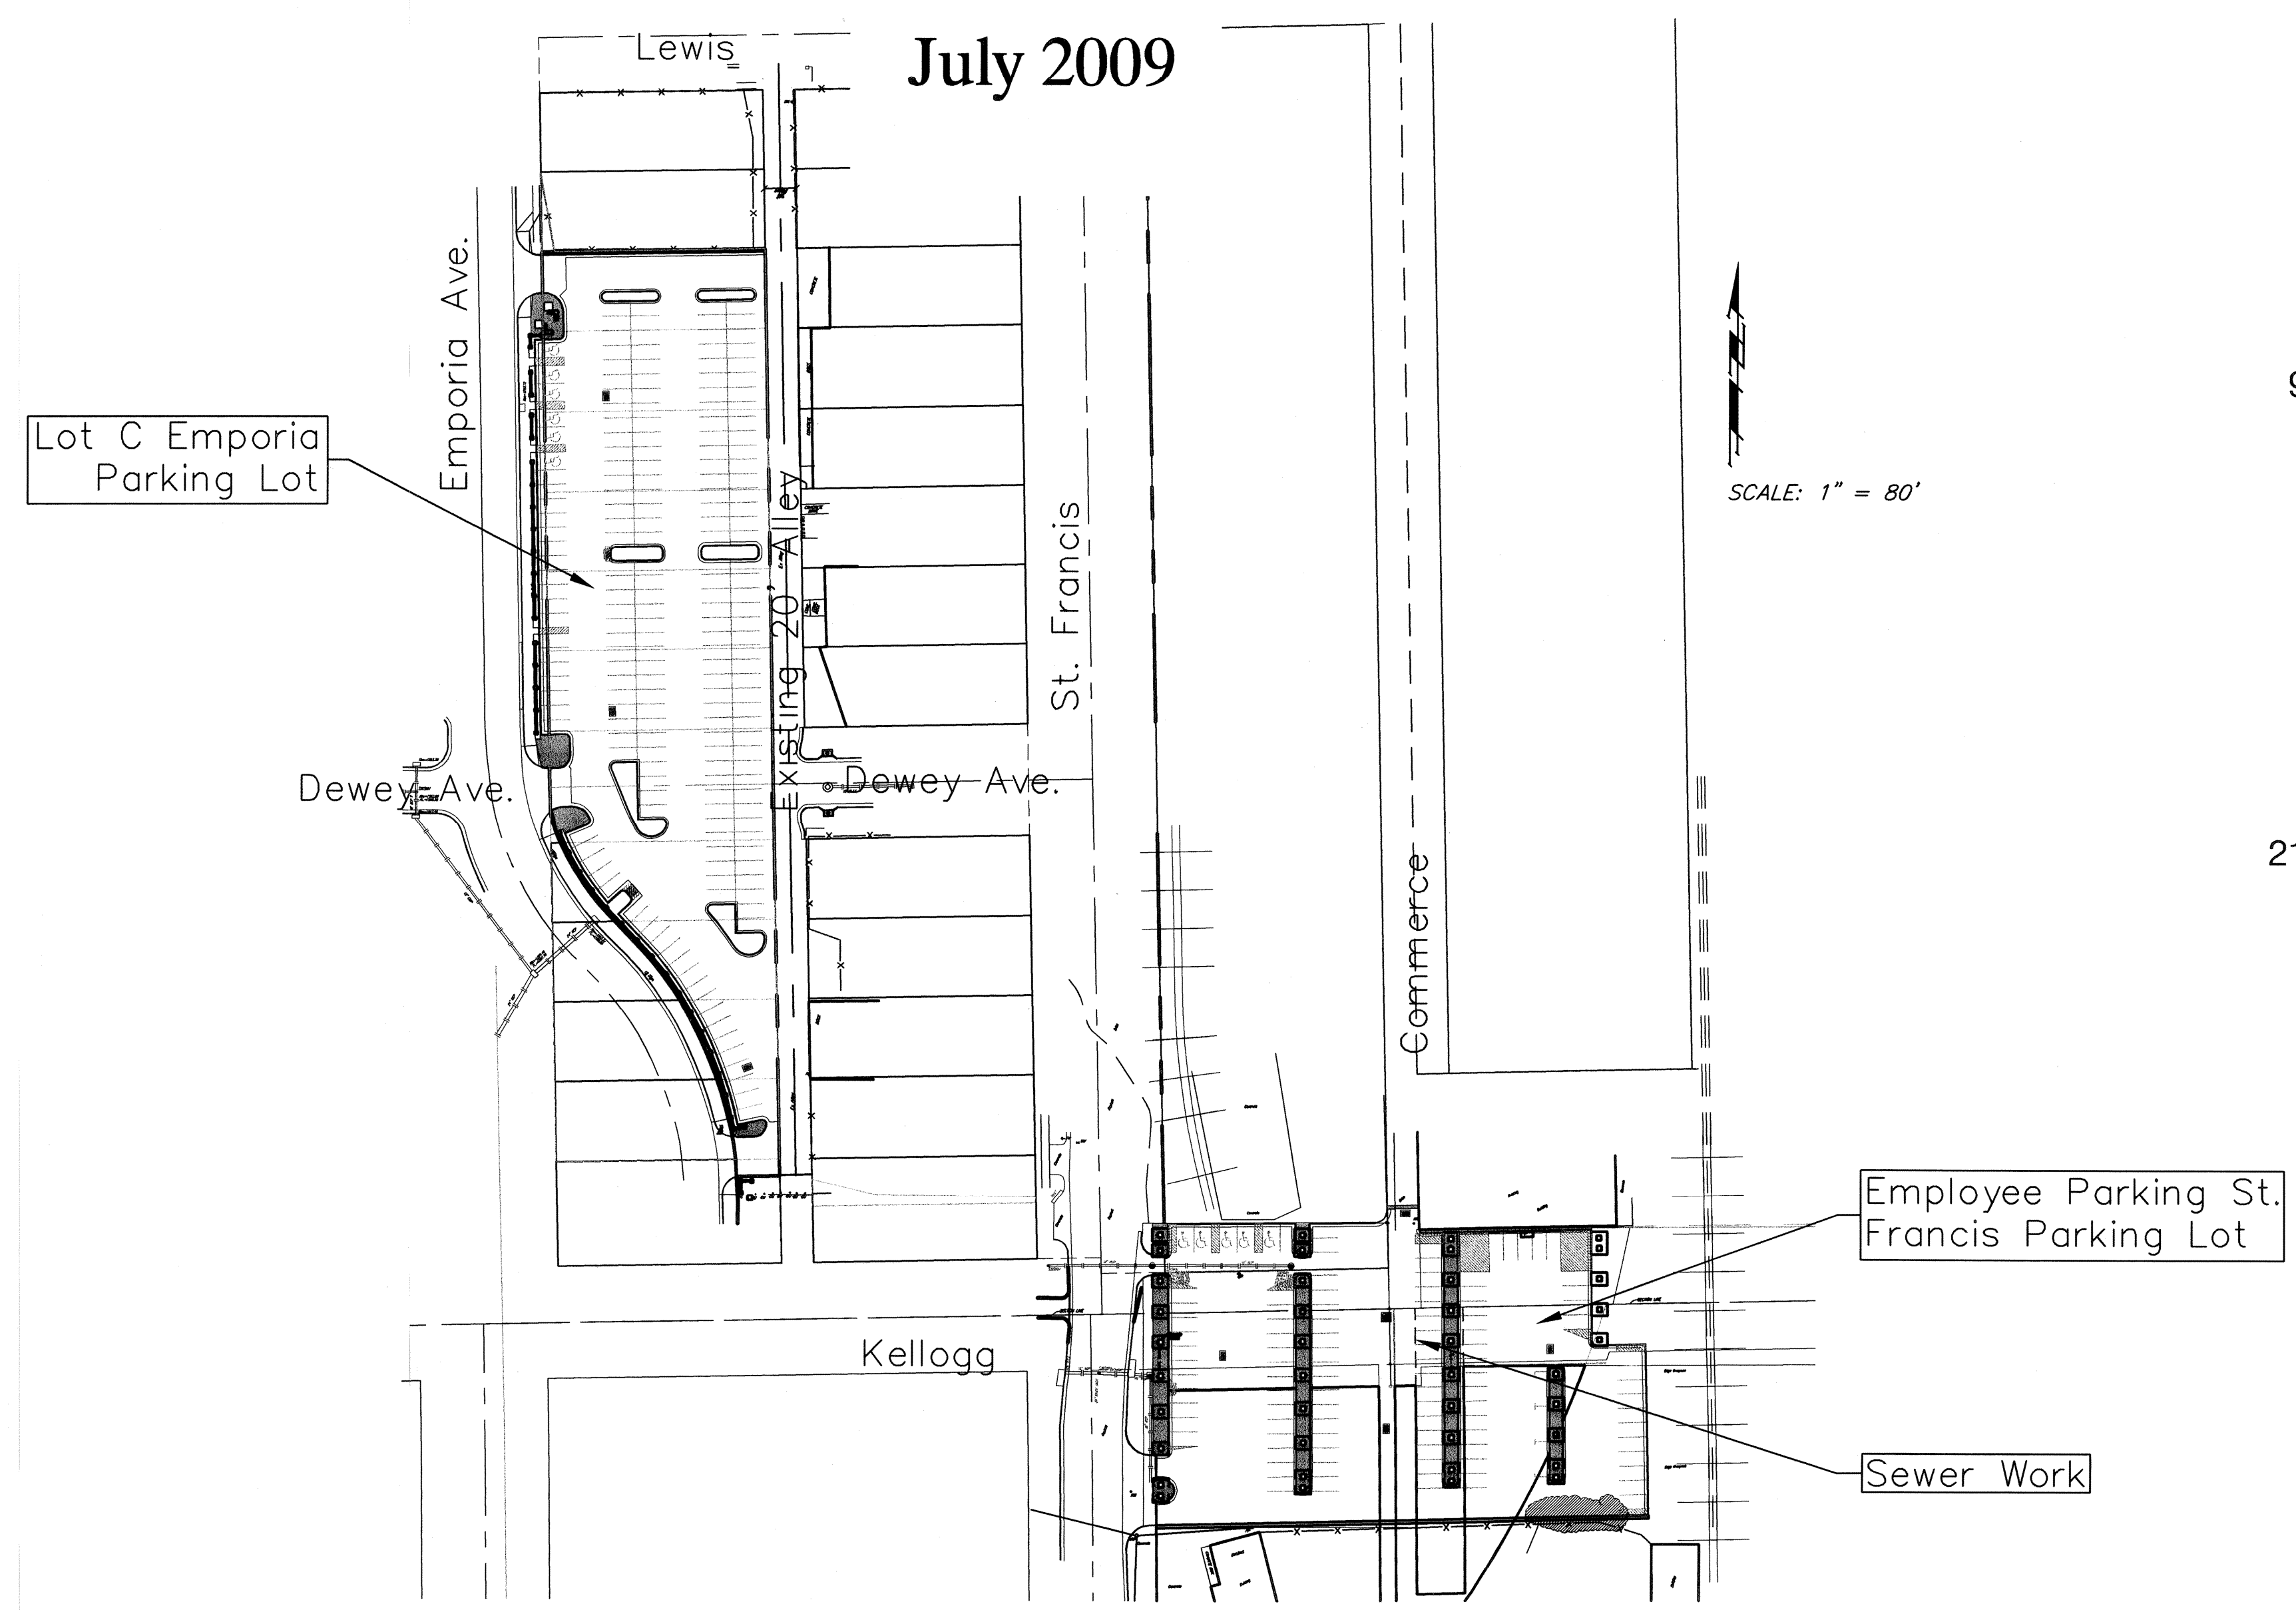 Lewis
July 2009
Emporia Ave.
Lot C Emporia
Parking Lot
SCALE: 1" = 80'
Existing 20' Alley
St. Francis
Dewey Ave.
Dewey Ave.
Commerce
Employee Parking St.
Francis Parking Lot
Kellogg
Sewer Work